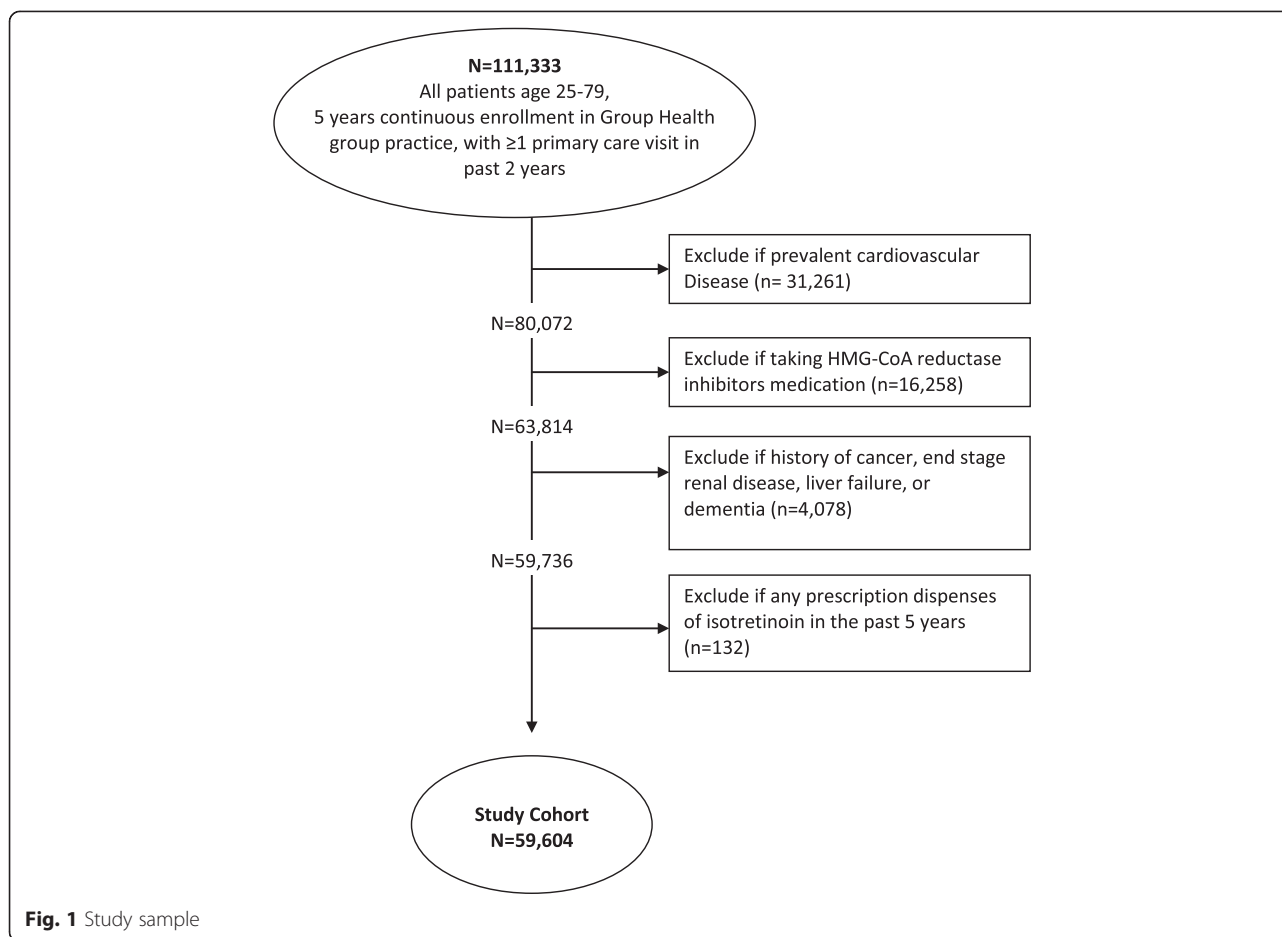 N=111,333
All patients age 25-79,
5 years continuous enrollment in Group Health
group practice, with ≥1 primary care visit in
past 2 years
Exclude if prevalent cardiovascular
Disease (n= 31,261)
N=80,072
Exclude if taking HMG-CoA reductase
inhibitors medication (n=16,258)
N=63,814
Exclude if history of cancer, end stage
renal disease, liver failure, or
dementia (n=4,078)
N=59,736
Exclude if any prescription dispenses
of isotretinoin in the past 5 years
(n=132)
Study Cohort
N=59,604
Fig. 1 Study sample